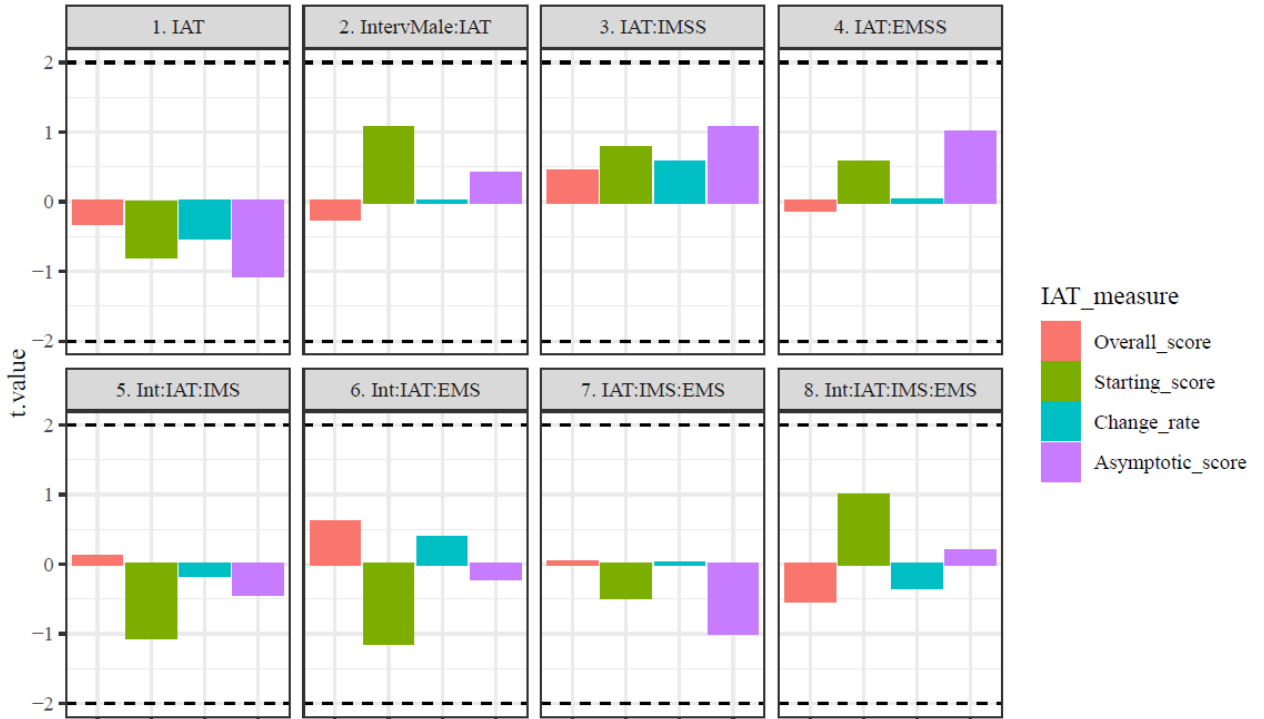 1. IAT
2. IntervMale:IAT
3. IAT:IMSS
4. IAT:EMSS
2
1
0
−1
−2
t.value
5. Int:IAT:IMS
6. Int:IAT:EMS
7. IAT:IMS:EMS
8. Int:IAT:IMS:EMS
2
1
0
−1
−2
IAT_measure
Overall_score
Starting_score
Change_rate
Asymptotic_score